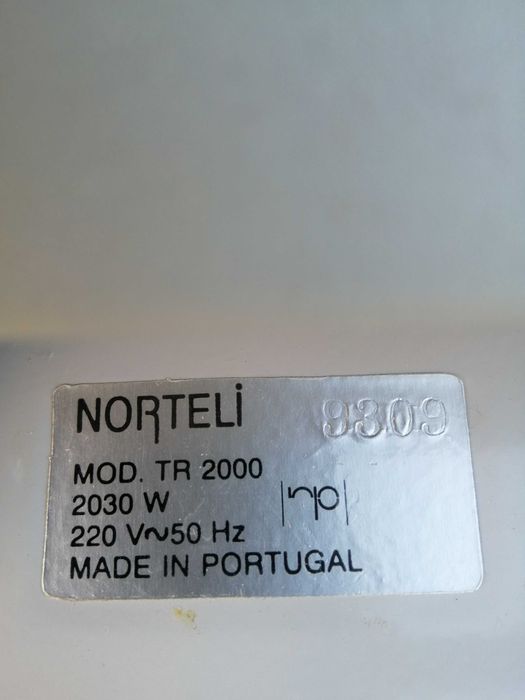 NORTELi 9309
MOD. TR 2000
2030 W
220 V~50 Hz
MADE IN PORTUGAL